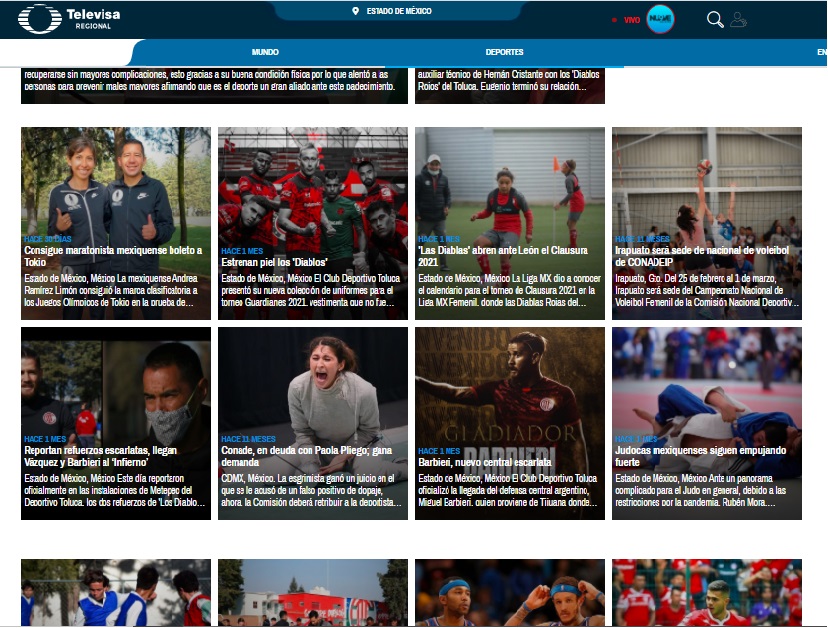 Televisa
REGIONAL
ESTADO DE MÉXICO
VIVO
MUNDO
DEPORTES
EN
recuperarse sin mayores complicaciones, esto gracias a su buena condición física por lo que alentó a las
personas para prevenir males mayores afirmando que es el deporte un gran aliado ante este padecimiento.
auxiliar técnico de Hernán Cristante con los 'Diablos
Rojos' del Toluca. Eugenio terminó su relación...
HACE DÍAS
Consigue maratonista mexiquense boleto a
Tokio
Estado de México, México La mexiquense Andrea
Ramírez Limón consiguió la marca clasificatoria a
los Juegos Olímpicos de Tokio en la prueba de...
HACE 1 MES
Estrenan piel los 'Diablos'
Estado de México, México El Club Deportivo Toluca
presentó su nueva colección de uniformes para el
torneo Guardianes 2021, vestimenta que no fue...
HACE 1 MES
'Las Diablas' abren ante León el Clausura
2021
Estado de México, México La Liga MX dio a conocer
el calendario para el torneo de Clausura 2021 en la
Liga MX Femenil, donde las Diablas Rojas del...
HACE 11 MESES
Irapuato será sede de nacional de voleibol
de CONADEIP
Irapuato, Gto. Del 25 de febrero al 1 de marzo,
Irapuato será sede del Campeonato Nacional de
Voleibol Femenil de la Comisión Nacional Deportiv...
HACE 1 MES
Reportan refuerzos escarlatas, llegan
Vázquez y Barbieri al 'Infierno'
Estado de México, México Este día reportaron
oficialmente en las instalaciones de Metepec del
Deportivo Toluca, los dos refuerzos de 'Los Diablo...
HACE 11 MESES
Conade, en deuda con Paola Pliego; gana
demanda
CDMX, México. La esgrimista ganó un juicio en el
que se le acusó de un falso positivo de dopaje,
ahora la Comisión deberá retribuir a la deportista...
GLADIADOR
BARBIERI
HACE 1 MES
Barbieri, nuevo central escarlata
Estado de México, México El Club Deportivo Toluca
oficializó la llegada del defensa central argentino,
Miguel Barbieri, quien proviene de Tijuana donde...
HACE 1 MES
Judocas mexiquenses siguen empujando
fuerte
Estado de México, México Ante un panorama
complicado para el Judo en general, debido a las
restricciones por la pandemia, Rubén Mora,...